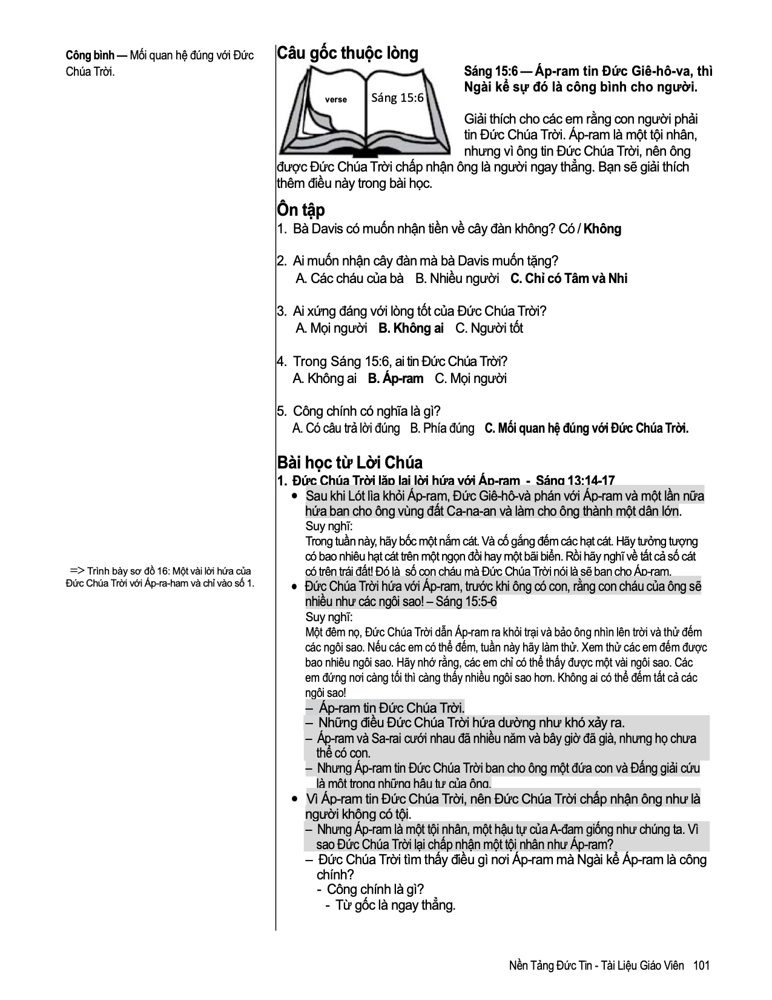 Công bình — Mối quan hệ đúng với Đức
Chúa Trời.
Câu gốc thuộc lòng
verse
Sáng 15:6
Sáng 15:6 — Áp-ram tin Đức Giê-hô-va, thì
Ngài kể sự đó là công bình cho người.
Giải thích cho các em rằng con người phải
tin Đức Chúa Trời. Áp-ram là một tội nhân,
nhưng vì ông tin Đức Chúa Trời, nên ông
được Đức Chúa Trời chấp nhận ông là người ngay thẳng. Bạn sẽ giải thích
thêm điều này trong bài học.
Ôn tập
1. Bà Davis có muốn nhận tiền về cây đàn không? Có / Không
2. Ai muốn nhận cây đàn mà bà Davis muốn tặng?
A. Các cháu của bà B. Nhiều người C. Chỉ có Tâm và Nhi
3. Ai xứng đáng với lòng tốt của Đức Chúa Trời?
A. Mọi người B. Không ai C. Người tốt
4. Trong Sáng 15:6, ai tin Đức Chúa Trời?
A. Không ai B. Áp-ram C. Mọi người
5. Công chính có nghĩa là gì?
A. Có câu trả lời đúng B. Phía đúng C. Mối quan hệ đúng với Đức Chúa Trời.
Bài học từ Lời Chúa
1. Đức Chúa Trời lặp lại lời hứa với Áp-ram - Sáng 13:14-17
• Sau khi Lót lìa khỏi Áp-ram, Đức Giê-hô-và phán với Áp-ram và một lần nữa
hứa ban cho ông vùng đất Ca-na-an và làm cho ông thành một dân lớn.
Suy nghĩ:
Trong tuần này, hãy bốc một nắm cát. Và cố gắng đếm các hạt cát. Hãy tưởng tượng
có bao nhiêu hạt cát trên một ngọn đồi hay một bãi biển. Rồi hãy nghĩ về tất cả số cát
có trên trái đất! Đó là số con cháu mà Đức Chúa Trời nói là sẽ ban cho Áp-ram.
=> Trình bày sơ đồ 16: Một vài lời hứa của
Đức Chúa Trời với Áp-ra-ham và chỉ vào số 1.
• Đức Chúa Trời hứa với Áp-ram, trước khi ông có con, rằng con cháu của ông sẽ
nhiều như các ngôi sao! – Sáng 15:5-6
Suy nghĩ:
Một đêm nọ, Đức Chúa Trời dẫn Áp-ram ra khỏi trại và bảo ông nhìn lên trời và thử đếm
các ngôi sao. Nếu các em có thể đếm, tuần này hãy làm thử. Xem thử các em đếm được
bao nhiêu ngôi sao. Hãy nhớ rằng, các em chỉ có thể thấy được một vài ngôi sao. Các
em đứng nơi càng tối thì càng thấy nhiều ngôi sao hơn. Không ai có thể đếm tất cả các
ngôi sao!
– Áp-ram tin Đức Chúa Trời.
– Những điều Đức Chúa Trời hứa dường như khó xảy ra.
– Áp-ram và Sa-rai cưới nhau đã nhiều năm và bây giờ đã già, nhưng họ chưa
thể có con.
– Nhưng Áp-ram tin Đức Chúa Trời ban cho ông một đứa con và Đấng giải cứu
là một trong những hậu tự của ông.
• Vì Áp-ram tin Đức Chúa Trời, nên Đức Chúa Trời chấp nhận ông như là
người không có tội.
– Nhưng Áp-ram là một tội nhân, một hậu tự của A-đam giống như chúng ta. Vì
sao Đức Chúa Trời lại chấp nhận một tội nhân như Áp-ram?
– Đức Chúa Trời tìm thấy điều gì nơi Áp-ram mà Ngài kể Áp-ram là công
chính?
- Công chính là gì?
- Từ gốc là ngay thẳng.
Nền Tảng Đức Tin - Tài Liệu Giáo Viên 101